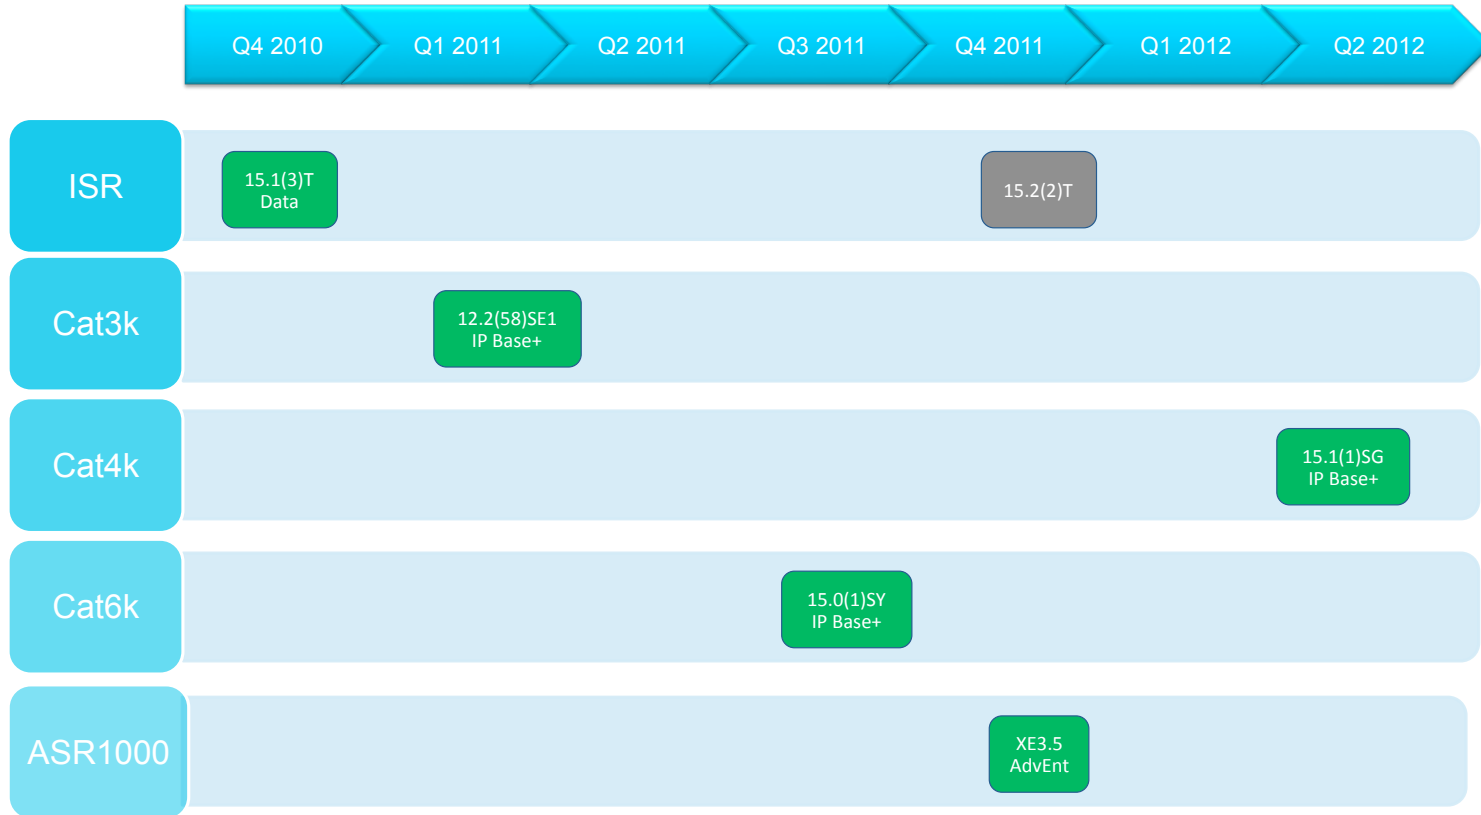 Q4 2010
Q1 2011
Q2 2011
Q3 2011
Q4 2011
Q1 2012
Q2 2012
ISR
15.1(3)T
Data
15.2(2)T
Cat3k
12.2(58)SE1
IP Base+
Cat4k
15.1(1)SG
IP Base+
Cat6k
15.0(1)SY
IP Base+
ASR1000
XE3.5
AdvEnt